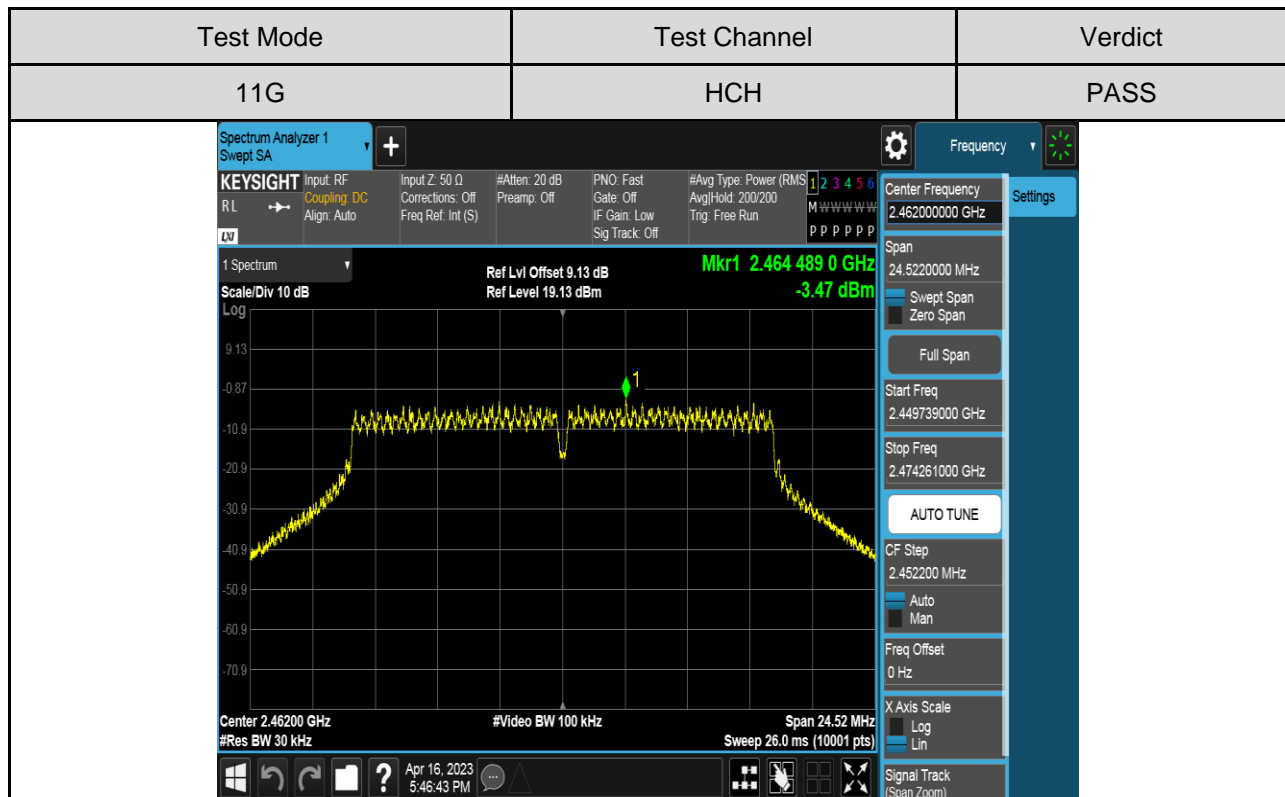 Test Mode Test Channel Verdict
11G HCH PASS
Spectrum Analyzer 1
Swept SA
+
Frequency
KEYSIGHT
RL
LXI
Input: RF
Coupling: DC
Align: Auto
Input Z: 50 Ω
Corrections: Off
Freq Ref: Int (S)
#Atten: 20 dB
Preamp: Off
PNO: Fast
Gate: Off
IF Gain: Low
Sig Track: Off
#Avg Type: Power (RMS
Avg|Hold: 200/200
Trig: Free Run
1 2 3 4 5 6
M W W W W W
P P P P P P
1 Spectrum
Scale/Div 10 dB
Ref Lvl Offset 9.13 dB
Ref Level 19.13 dBm
Mkr1 2.464 489 0 GHz
-3.47 dBm
Log
9.13
-0.87
-10.9
-20.9
-30.9
-40.9
-50.9
-60.9
-70.9
1
Center 2.46200 GHz
#Res BW 30 kHz
#Video BW 100 kHz
Span 24.52 MHz
Sweep 26.0 ms (10001 pts)
?
Apr 16, 2023
5:46:43 PM
Center Frequency
2.462000000 GHz
Span
24.5220000 MHz
Swept Span
Zero Span
Full Span
Start Freq
2.449739000 GHz
Stop Freq
2.474261000 GHz
AUTO TUNE
CF Step
2.452200 MHz
Auto
Man
Freq Offset
0 Hz
X Axis Scale
Log
Lin
Signal Track
(Span Zoom)
Settings